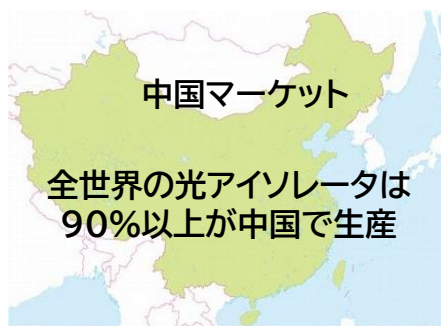 中国マーケット
全世界の光アイソレータは
90%以上が中国で生産